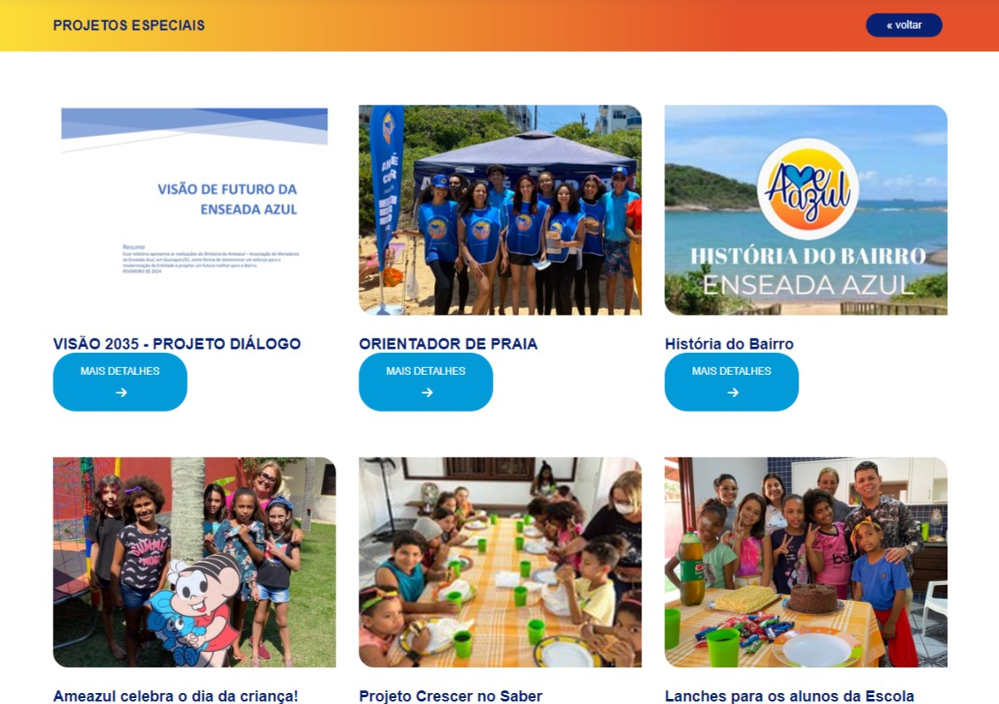 PROJETOS ESPECIAIS
« voltar
VISÃO DE FUTURO DA
ENSEADA AZUL
Resumo
Esse relatório apresenta as realizações da Diretoria da Ameazul – Associação de Moradores
da Enseada Azul, em Guarapari/ES, como forma de demonstrar um esforço para a
modernização da Entidade e projetar um futuro melhor para o Bairro.
FEVEREIRO DE 2024
Ame
azul
HISTÓRIA DO BAIRRO
ENSEADA AZUL
VISÃO 2035 - PROJETO DIÁLOGO
ORIENTADOR DE PRAIA
História do Bairro
MAIS DETALHES
MAIS DETALHES
MAIS DETALHES
SUMMER
Ameazul celebra o dia da criança!
Projeto Crescer no Saber
Lanches para os alunos da Escola